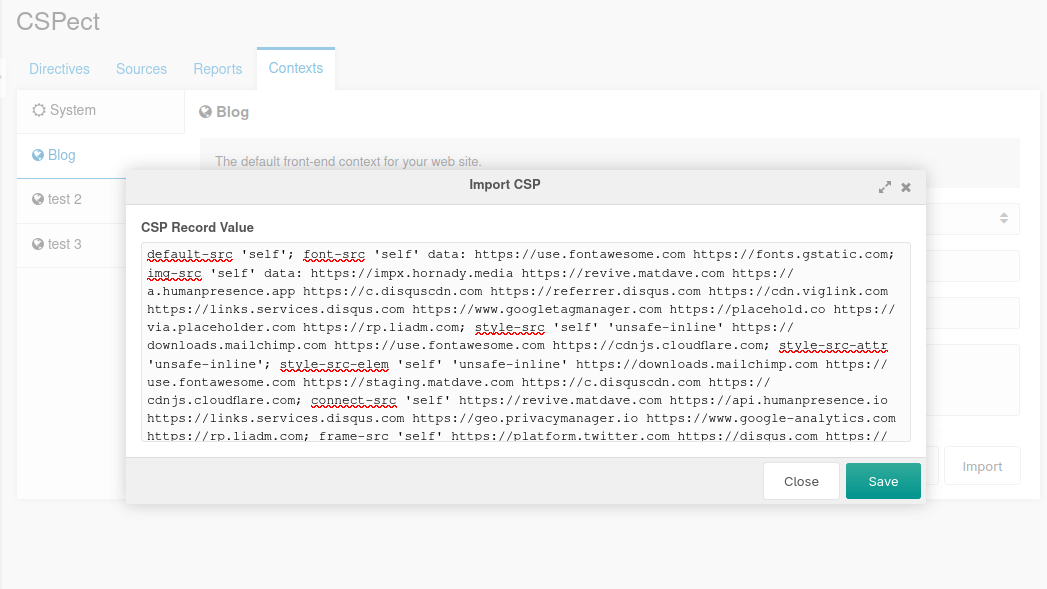 CSPect
Directives Sources Reports Contexts
System
Blog
test 2
test 3
Blog
The default front-end context for your web site.
Import CSP
CSP Record Value
default-src 'self'; font-src 'self' data: https://use.fontawesome.com https://fonts.gstatic.com;
img-src 'self' data: https://impx.hornady.media https://revive.matdave.com https://
a.humanpresence.app https://c.disquscdn.com https://referrer.disqus.com https://cdn.viglink.com
https://links.services.disqus.com https://www.googletagmanager.com https://placehold.co https://
via.placeholder.com https://rp.liadm.com; style-src 'self' 'unsafe-inline' https://
downloads.mailchimp.com https://use.fontawesome.com https://cdnjs.cloudflare.com; style-src-attr
'unsafe-inline'; style-src-elem 'self' 'unsafe-inline' https://downloads.mailchimp.com https://
use.fontawesome.com https://staging.matdave.com https://c.disquscdn.com https://
cdnjs.cloudflare.com; connect-src 'self' https://revive.matdave.com https://api.humanpresence.io
https://links.services.disqus.com https://geo.privacymanager.io https://www.google-analytics.com
https://rp.liadm.com; frame-src 'self' https://platform.twitter.com https://disqus.com https://
Close Save
Import